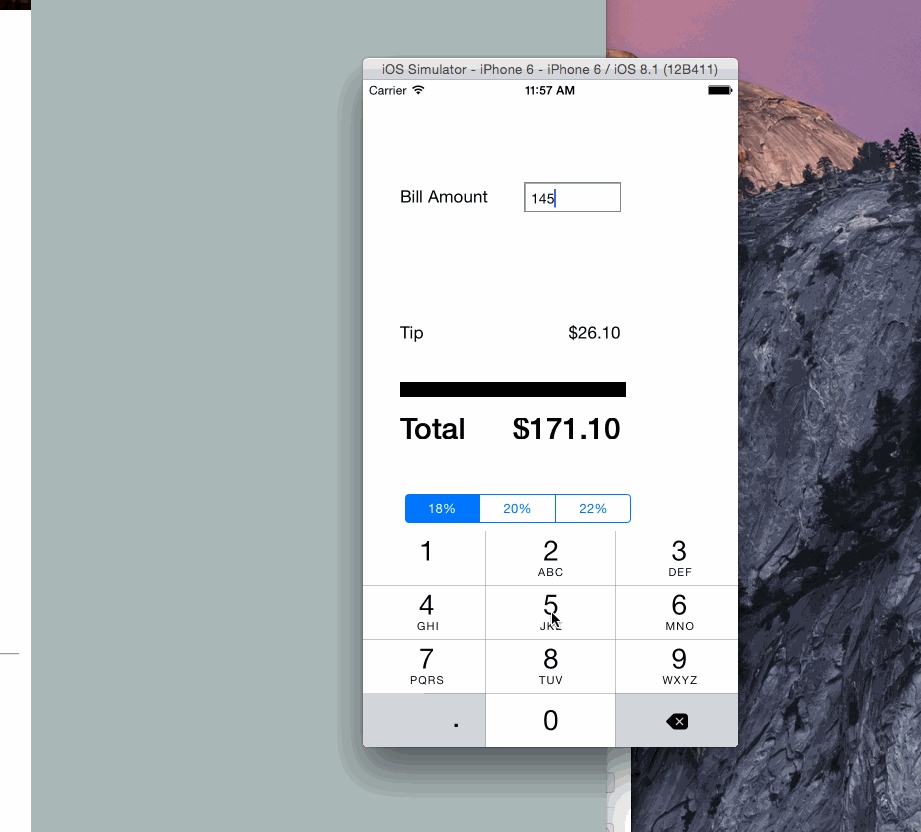 iOS Simulator - iPhone 6 - iPhone 6 / iOS 8.1 (12B411)
Carrier 11:57 AM
Bill Amount 145
Tip $26.10
Total $171.10
18% 20% 22%
1 2 3
ABC DEF
4 5 6
GHI JKL MNO
7 8 9
PQRS TUV WXYZ
. 0